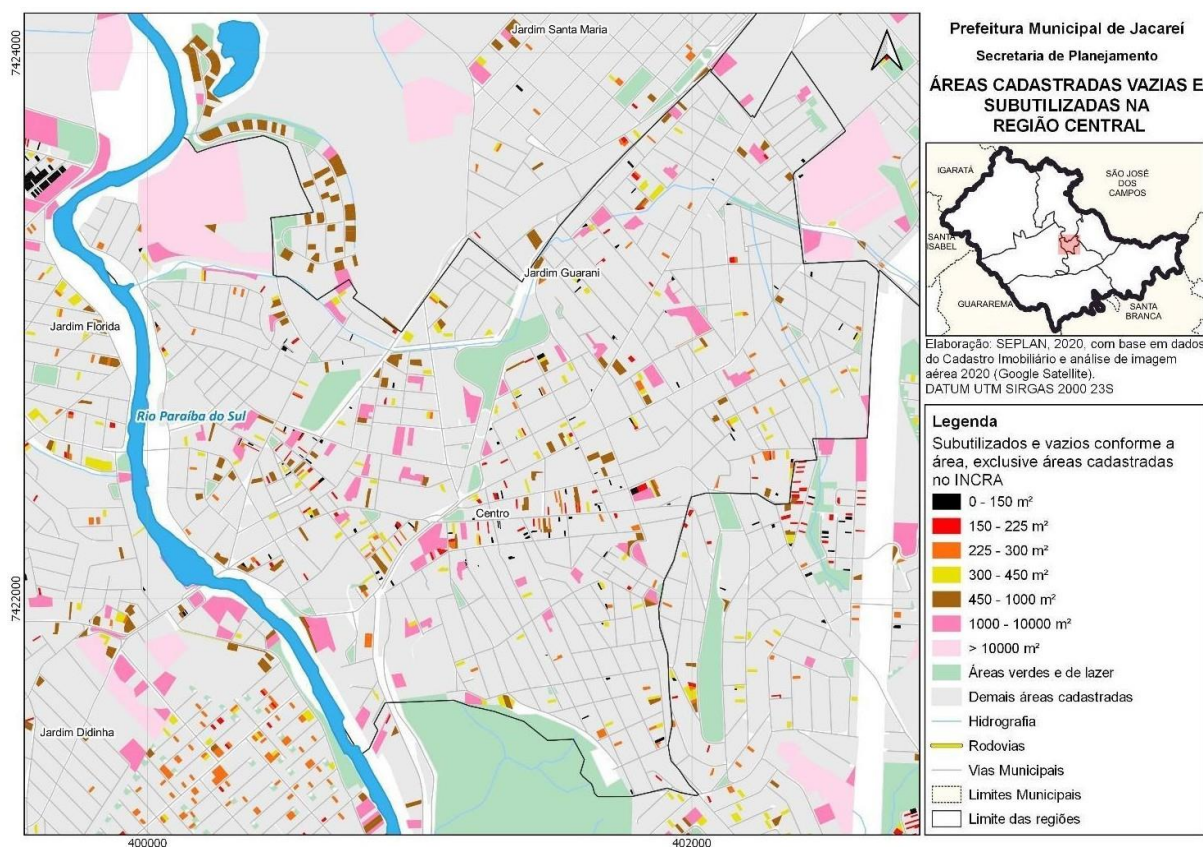 Prefeitura Municipal de Jacareí
Secretaria de Planejamento
ÁREAS CADASTRADAS VAZIAS E
SUBUTILIZADAS NA
REGIÃO CENTRAL
IGARATÁ
SÃO JOSÉ
DOS
CAMPOS
SANTA
ISABEL
GUARAREMA
SANTA
BRANCA
Elaboração: SEPLAN, 2020, com base em dados
do Cadastro Imobiliário e análise de imagem
aérea 2020 (Google Satellite).
DATUM UTM SIRGAS 2000 23S
Legenda
Subutilizados e vazios conforme a
área, exclusive áreas cadastradas
no INCRA
0 - 150 m²
150 - 225 m²
225 - 300 m²
300 - 450 m²
450 - 1000 m²
1000 - 10000 m²
> 10000 m²
Áreas verdes e de lazer
Demais áreas cadastradas
Hidrografia
Rodovias
Vias Municipais
Limites Municipais
Limite das regiões
7424000
7422000
400000
402000
Jardim Santa Maria
Jardim Guarani
Jardim Flórida
Rio Paraíba do Sul
Centro
Jardim Didinha